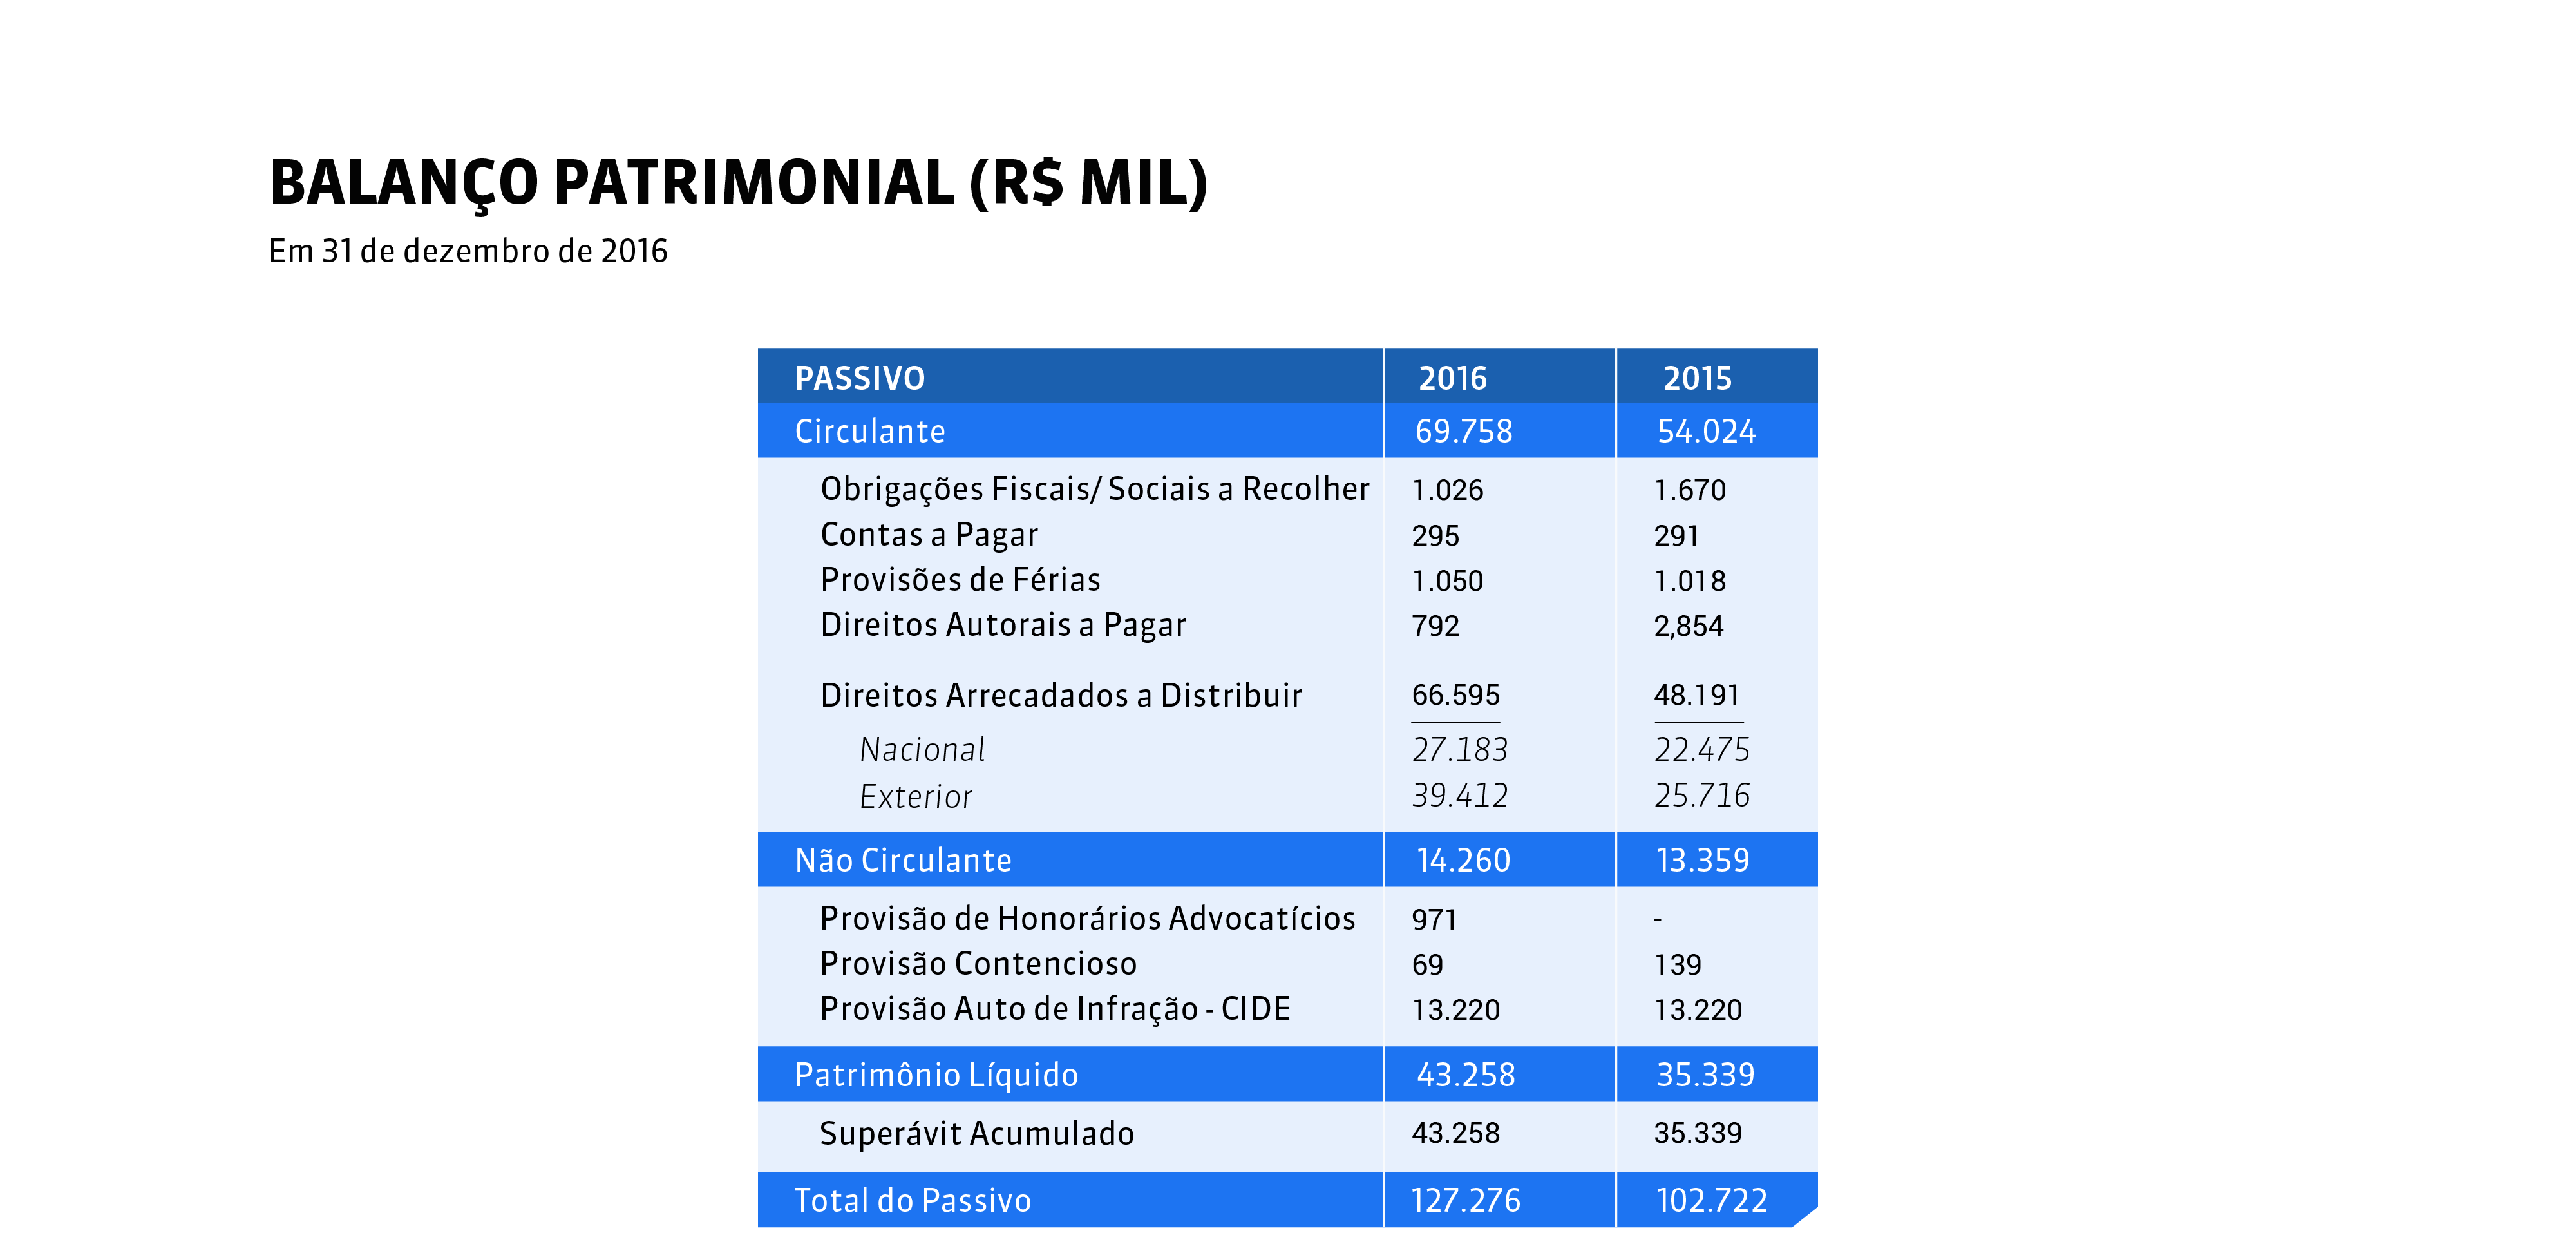 BALANÇO PATRIMONIAL (R$ MIL)
Em 31 de dezembro de 2016
PASSIVO 2016 2015
Circulante 69.758 54.024
Obrigações Fiscais/ Sociais a Recolher 1.026 1.670
Contas a Pagar 295 291
Provisões de Férias 1.050 1.018
Direitos Autorais a Pagar 792 2,854
Direitos Arrecadados a Distribuir 66.595 48.191
Nacional 27.183 22.475
Exterior 39.412 25.716
Não Circulante 14.260 13.359
Provisão de Honorários Advocatícios 971 -
Provisão Contencioso 69 139
Provisão Auto de Infração - CIDE 13.220 13.220
Patrimônio Líquido 43.258 35.339
Superávit Acumulado 43.258 35.339
Total do Passivo 127.276 102.722